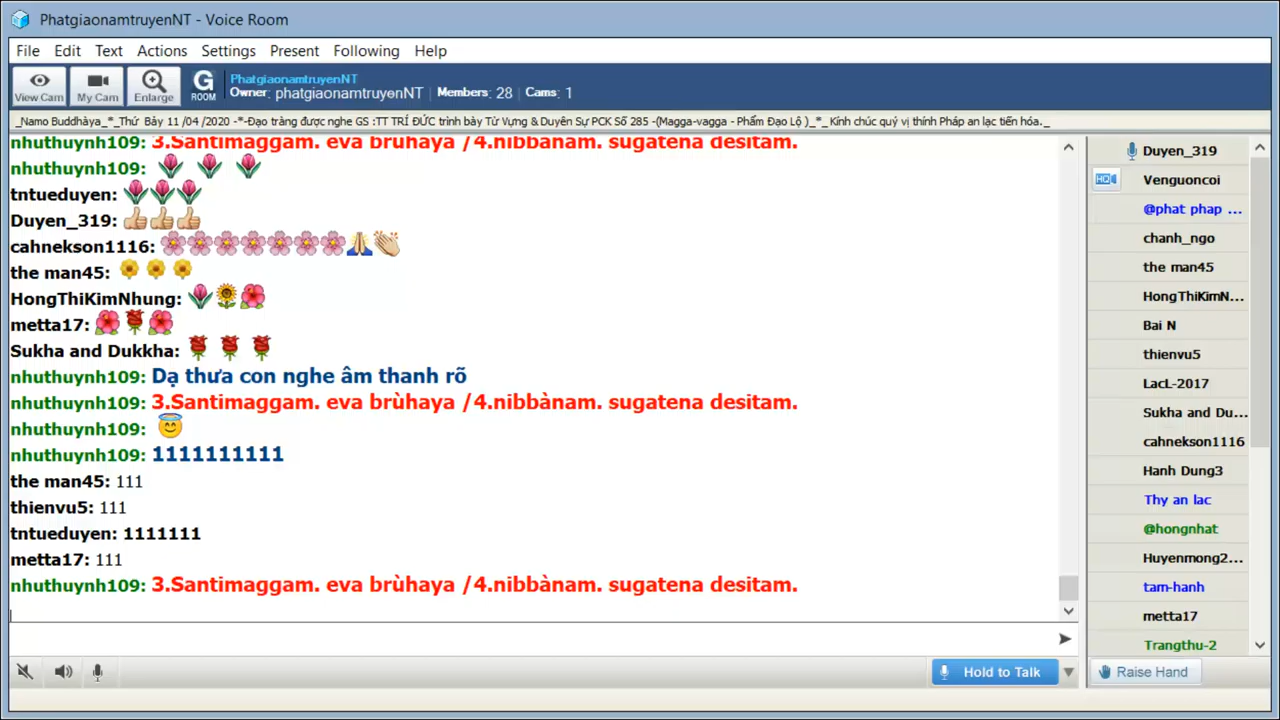 PhatgiaonamtruyenNT - Voice Room
File Edit Text Actions Settings Present Following Help
View Cam My Cam Enlarge G ROOM
PhatgiaonamtruyenNT
Owner: phatgiaonamtruyenNT | Members: 28 Cams: 1
_Namo Buddhàya_*_Thứ Bảy 11 /04 /2020 -*-Đạo tràng được nghe GS :TT TRÍ ĐỨC trình bày Từ Vựng & Duyên Sự PCK Số 285 -(Magga-vagga - Phẩm Đạo Lộ )_*_ Kính chúc quý vị thính Pháp an lạc tiến hóa._
nhuthuynh109: 3.Santimaggam. eva brùhaya /4.nibbànam. sugatena desitam.
nhuthuynh109: 🌷 🌷 🌷
tntueduyen: 🌷🌷🌷
Duyen_319: 👍👍👍
cahnekson1116: 🌸🌸🌸🌸🌸🌸🌸🙏👏
the man45: 🌼 🌼 🌼
HongThiKimNhung: 🌷🌻🌺
metta17: 🌺🌹🌺
Sukha and Dukkha: 🌹 🌹 🌹
nhuthuynh109: Dạ thưa con nghe âm thanh rõ
nhuthuynh109: 3.Santimaggam. eva brùhaya /4.nibbànam. sugatena desitam.
nhuthuynh109: 😇
nhuthuynh109: 1111111111
the man45: 111
thienvu5: 111
tntueduyen: 1111111
metta17: 111
nhuthuynh109: 3.Santimaggam. eva brùhaya /4.nibbànam. sugatena desitam.
Hold to Talk
Duyen_319
HQ Venguoncoi
@phat phap ...
chanh_ngo
the man45
HongThiKimN...
Bai N
thienvu5
LacL-2017
Sukha and Du...
cahnekson1116
Hanh Dung3
Thy an lac
@hongnhat
Huyenmong2...
tam-hanh
metta17
Trangthu-2
Raise Hand